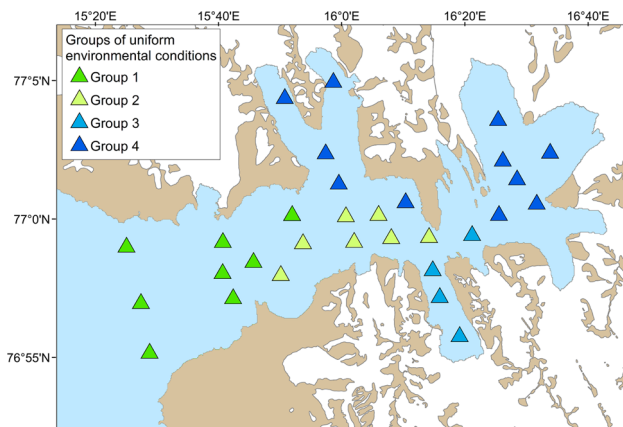 15°20'E 15°40'E 16°0'E 16°20'E 16°40'E
Groups of uniform
environmental conditions
Group 1
Group 2
Group 3
Group 4
77°5'N
77°0'N
76°55'N